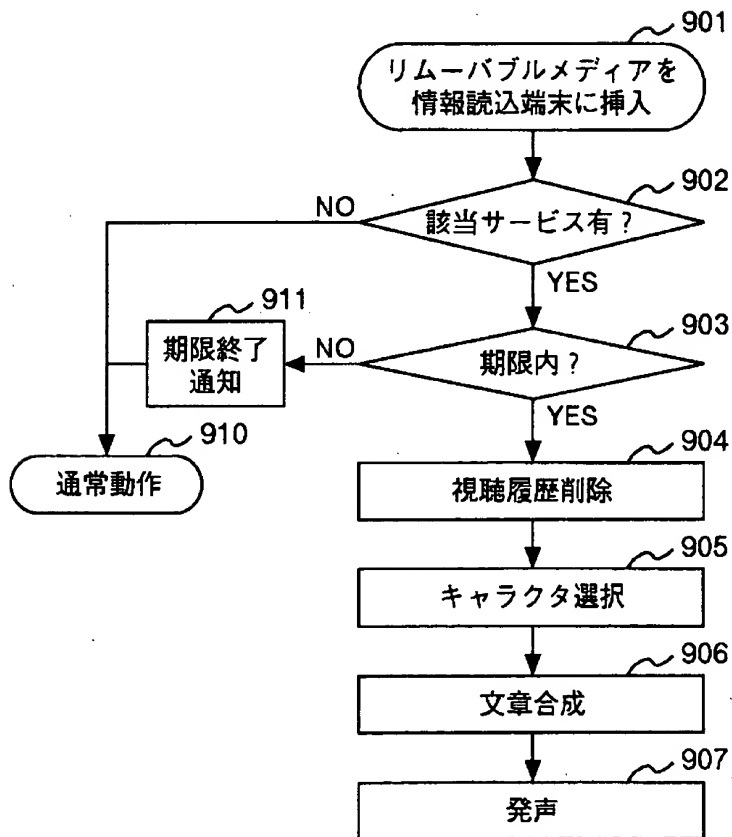 901
リムーバブルメディアを
情報読込端末に挿入
902
該当サービス有？
NO
YES
911
903
期限終了
通知
NO
期限内？
YES
910
通常動作
904
視聴履歴削除
905
キャラクタ選択
906
文章合成
907
発声